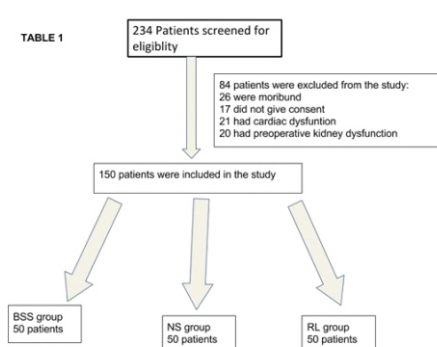 TABLE 1
234 Patients screened for
eligiblity
84 patients were excluded from the study:
26 were moribund
17 did not give consent
21 had cardiac dysfuntion
20 had preoperative kidney dysfunction
150 patients were included in the study
BSS group
50 patients
NS group
50 patients
RL group
50 patients